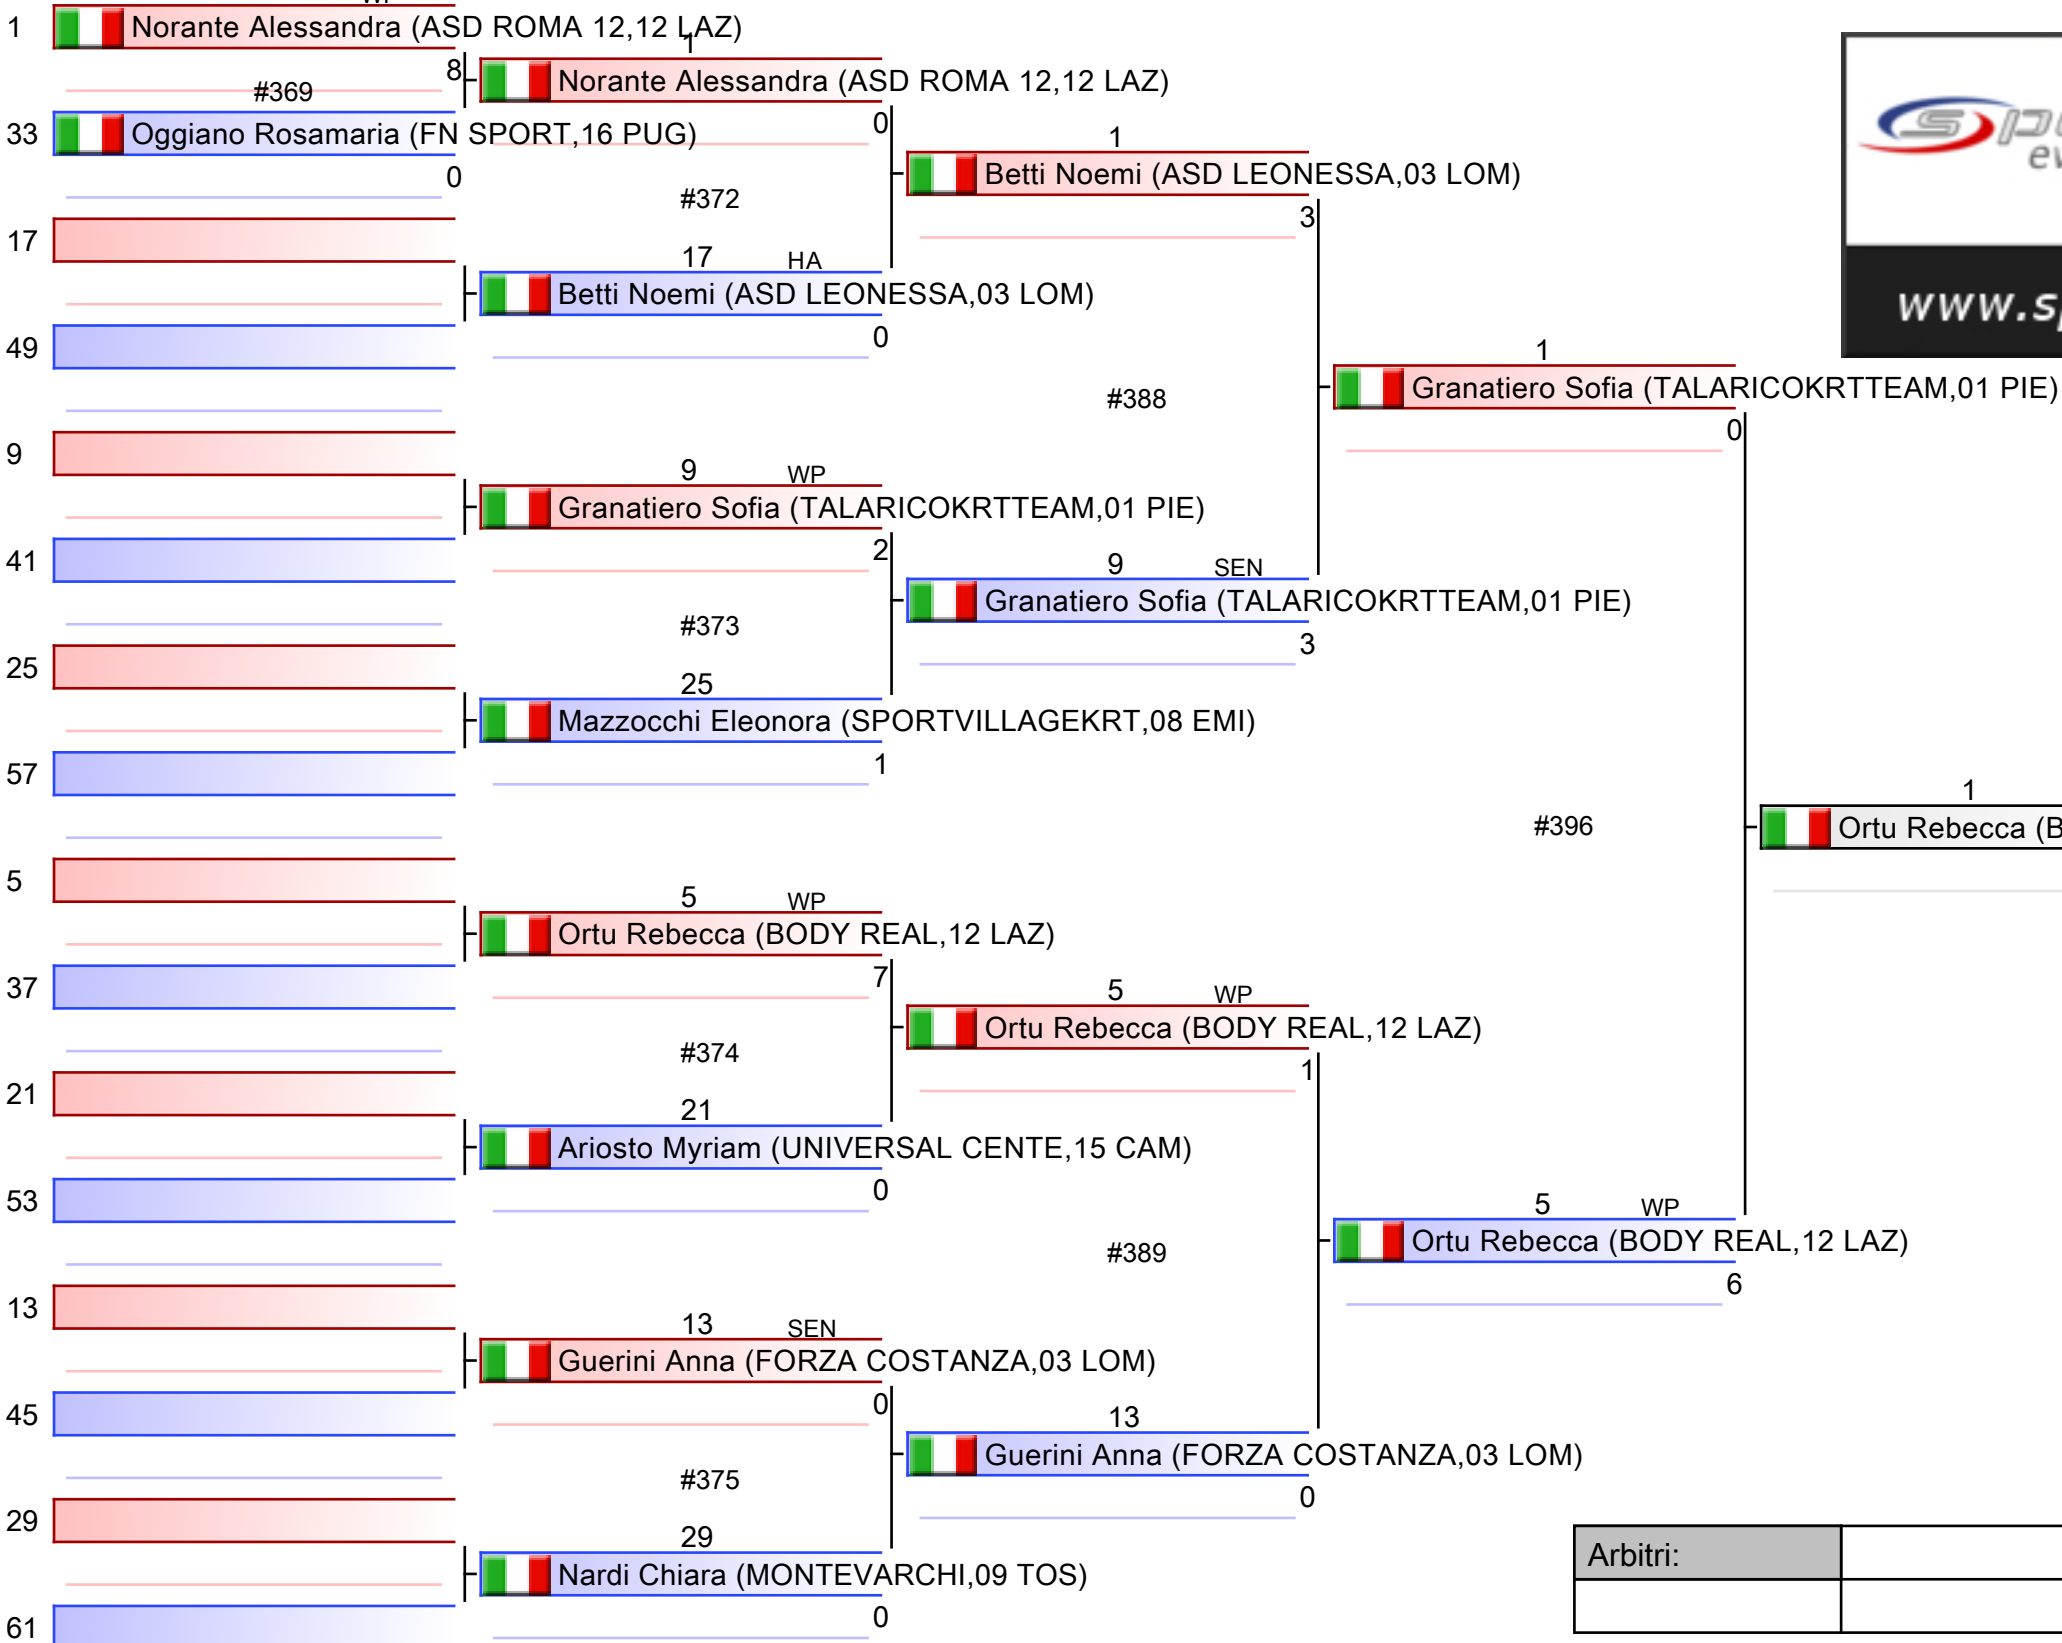 1 Norante Alessandra (ASD ROMA 12,12 LAZ)
1
8 Norante Alessandra (ASD ROMA 12,12 LAZ)
#369
0
1
33 Oggiano Rosamaria (FN SPORT,16 PUG)
Betti Noemi (ASD LEONESSA,03 LOM)
0
#372
3
17
17 HA
Betti Noemi (ASD LEONESSA,03 LOM)
0
49
1
#388
Granatiero Sofia (TALARICOKRTTEAM,01 PIE)
0
9
9 WP
Granatiero Sofia (TALARICOKRTTEAM,01 PIE)
2
41
9 SEN
Granatiero Sofia (TALARICOKRTTEAM,01 PIE)
#373
3
25
25
Mazzocchi Eleonora (SPORTVILLAGEKRT,08 EMI)
1
57
1
#396
Ortu Rebecca (B
5
5 WP
Ortu Rebecca (BODY REAL,12 LAZ)
7
37
5 WP
Ortu Rebecca (BODY REAL,12 LAZ)
#374
1
21
21
Ariosto Myriam (UNIVERSAL CENTE,15 CAM)
0
53
5 WP
Ortu Rebecca (BODY REAL,12 LAZ)
#389
6
13
13 SEN
Guerini Anna (FORZA COSTANZA,03 LOM)
0
45
13
Guerini Anna (FORZA COSTANZA,03 LOM)
#375
0
29
29
Nardi Chiara (MONTEVARCHI,09 TOS)
0
61
www.sp
Arbitri: